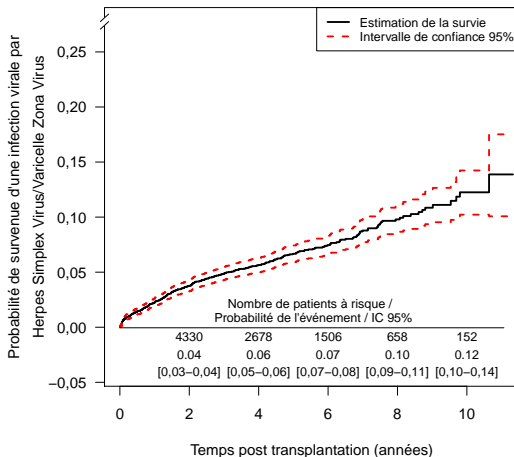 Estimation de la survie
Intervalle de confiance 95%
Probabilité de survenue d'une infection virale par
Herpes Simplex Virus/Varicelle Zona Virus
0,25
0,20
0,15
0,10
0,05
0,00
−0,05
Nombre de patients à risque /
Probabilité de l'événement / IC 95%
4330 2678 1506 658 152
0.04 0.06 0.07 0.10 0.12
[0,03−0,04] [0,05−0,06] [0,07−0,08] [0,09−0,11] [0,10−0,14]
0 2 4 6 8 10
Temps post transplantation (années)